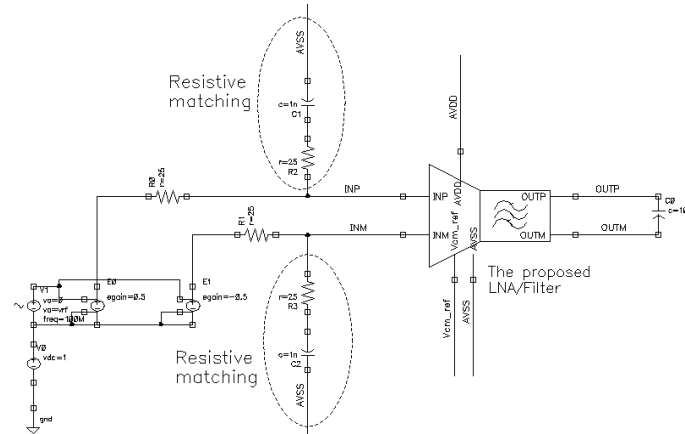 AVSS
Resistive
matching
c=1n
C1
r=25
R2
AVDD
R0
r=25
INP
INP
AVDD
OUTP
OUTP
C0
R1
r=25
INM
INM
Vcm_ref
AVSS
OUTM
OUTM
The proposed
LNA/Filter
V1
E0
E1
va=vrf
egain=0.5
egain=-0.5
freq=100M
r=25
R3
Vcm_ref
AVSS
V0
vdc=1
Resistive
matching
c=1n
C2
AVSS
gnd